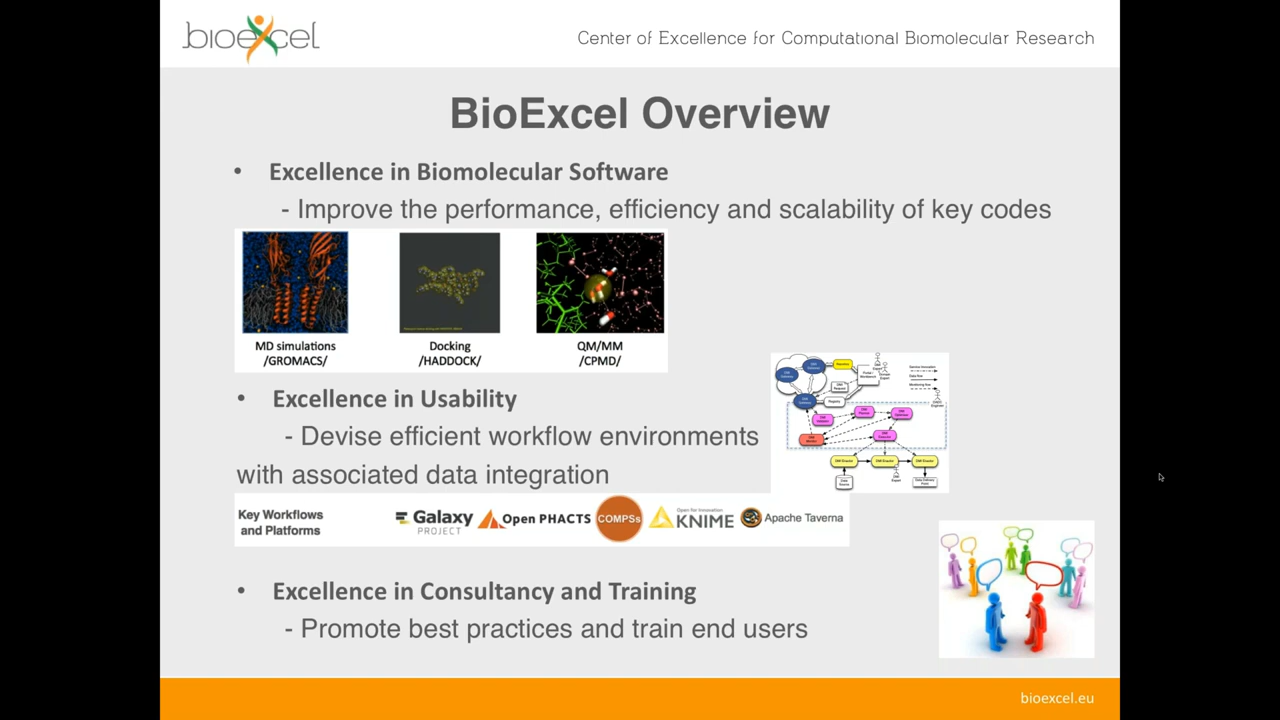 bioexcel
Center of Excellence for Computational Biomolecular Research
BioExcel Overview
• Excellence in Biomolecular Software
- Improve the performance, efficiency and scalability of key codes
MD simulations
/GROMACS/
Docking
/HADDOCK/
QM/MM
/CPMD/
• Excellence in Usability
- Devise efficient workflow environments
with associated data integration
Key Workflows
and Platforms
Galaxy
PROJECT
Open PHACTS
COMPSs
Open for Innovation
KNIME
Apache Taverna
• Excellence in Consultancy and Training
- Promote best practices and train end users
bioexcel.eu